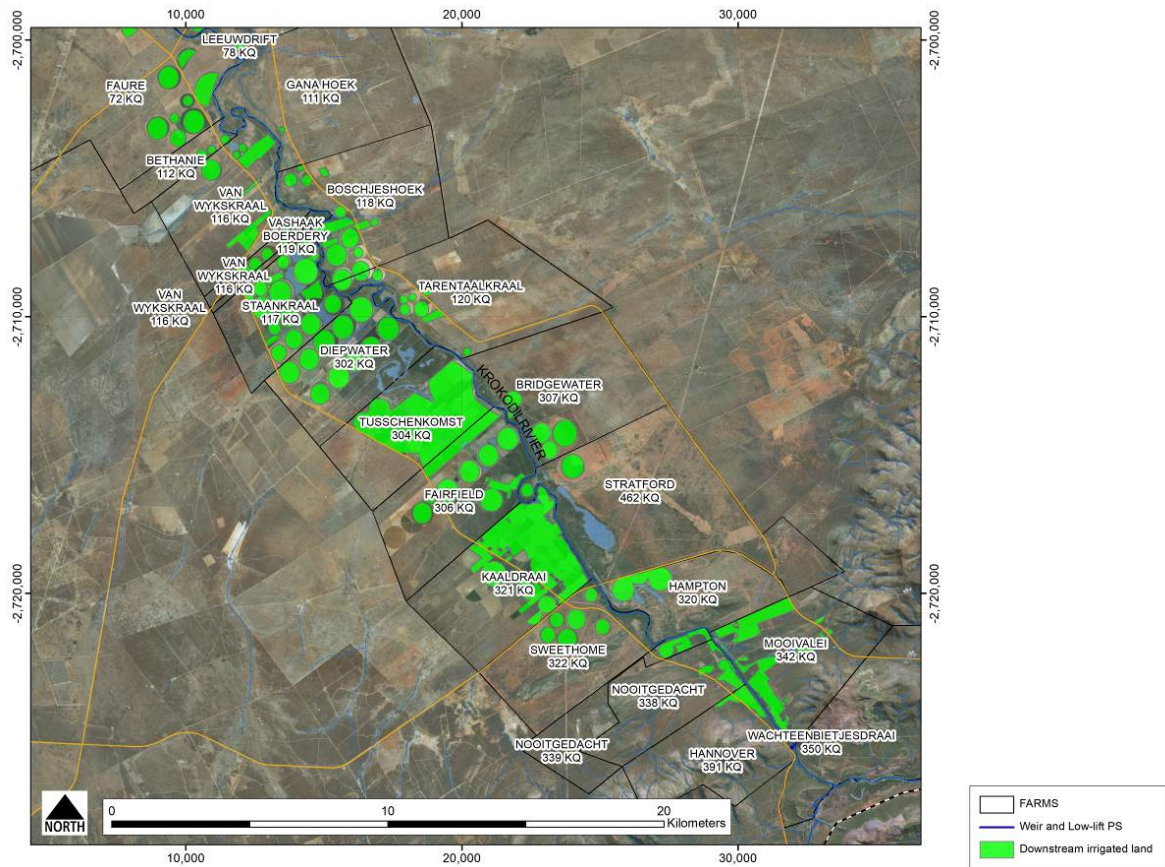 10,000
20,000
30,000
-2,700,000
-2,700,000
LEEUWDRIFT
78 KQ
FAURE
72 KQ
GANAHOEK
111 KQ
BETHANIE
112 KQ
VAN
WYKSKRAAL
116 KQ
BOSCHJESHOEK
118 KQ
VASHAAK
BOERDERY
119 KQ
VAN
WYKSKRAAL
116 KQ
VAN
WYKSKRAAL
116 KQ
TARENTAALKRAAL
120 KQ
STAANKRAAL
117 KQ
-2,710,000
-2,710,000
DIEPWATER
302 KQ
KROKODILRIVIER
BRIDGEWATER
307 KQ
TUSSCHENKOMST
304 KQ
STRATFORD
462 KQ
FAIRFIELD
306 KQ
KAALDRAAI
321 KQ
HAMPTON
320 KQ
-2,720,000
-2,720,000
MOOIVALEI
342 KQ
SWEETHOME
322 KQ
NOOITGEDACHT
338 KQ
WACHTEENBIETJESDRAAI
350 KQ
NOOITGEDACHT
339 KQ
HANNOVER
391 KQ
NORTH
0
10
20
Kilometers
10,000
20,000
30,000
FARMS
Weir and Low-lift PS
Downstream irrigated land